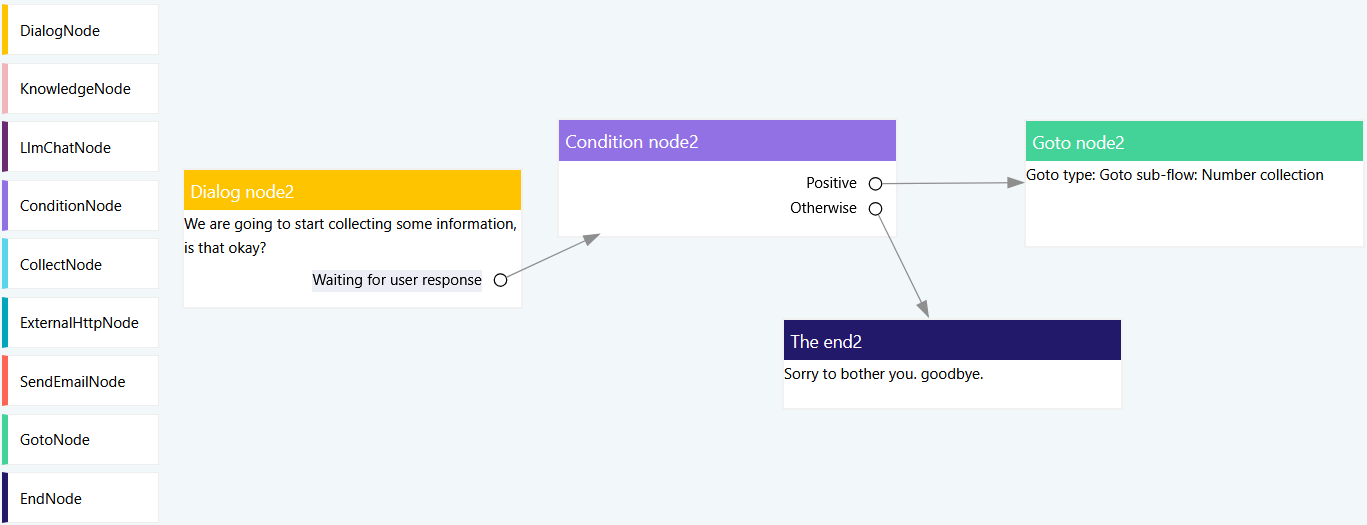 DialogNode
KnowledgeNode
LlmChatNode
ConditionNode
CollectNode
ExternalHttpNode
SendEmailNode
GotoNode
EndNode
Dialog node2
We are going to start collecting some information,
is that okay?
Waiting for user response
Condition node2
Positive
Otherwise
Goto node2
Goto type: Goto sub-flow: Number collection
The end2
Sorry to bother you. goodbye.